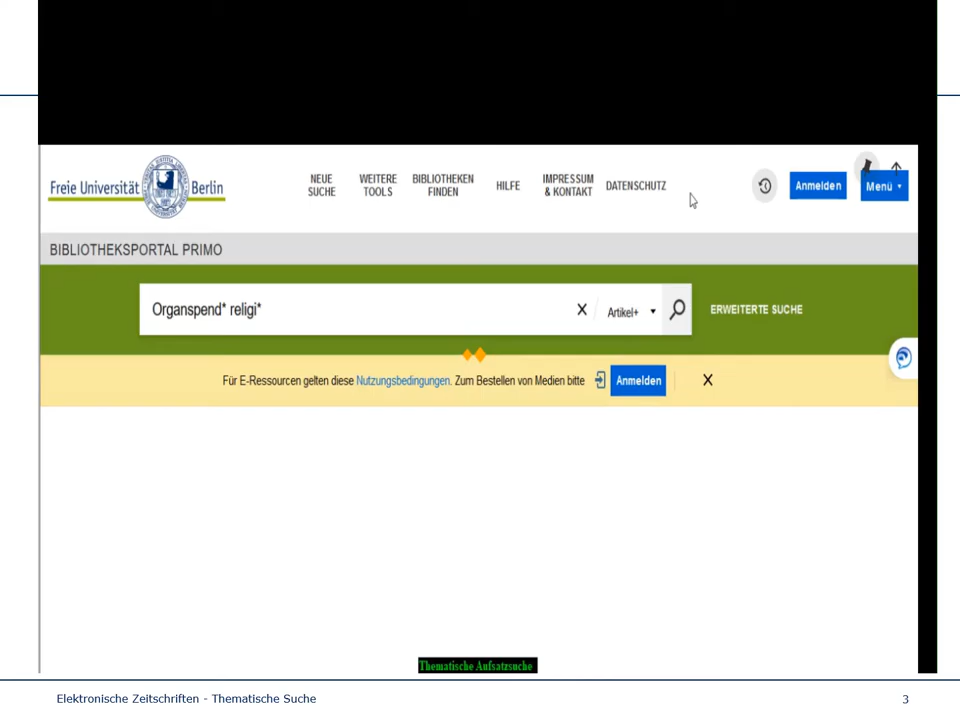 Freie Universität Berlin
NEUE
SUCHE
WEITERE
TOOLS
BIBLIOTHEKEN
FINDEN
HILFE
IMPRESSUM
& KONTAKT
DATENSCHUTZ
Anmelden
Menü
BIBLIOTHEKSPORTAL PRIMO
Organspend* religi*
Artikel+
ERWEITERTE SUCHE
Für E-Ressourcen gelten diese Nutzungsbedingungen. Zum Bestellen von Medien bitte Anmelden
Thematische Aufsatzsuche
Elektronische Zeitschriften - Thematische Suche
3